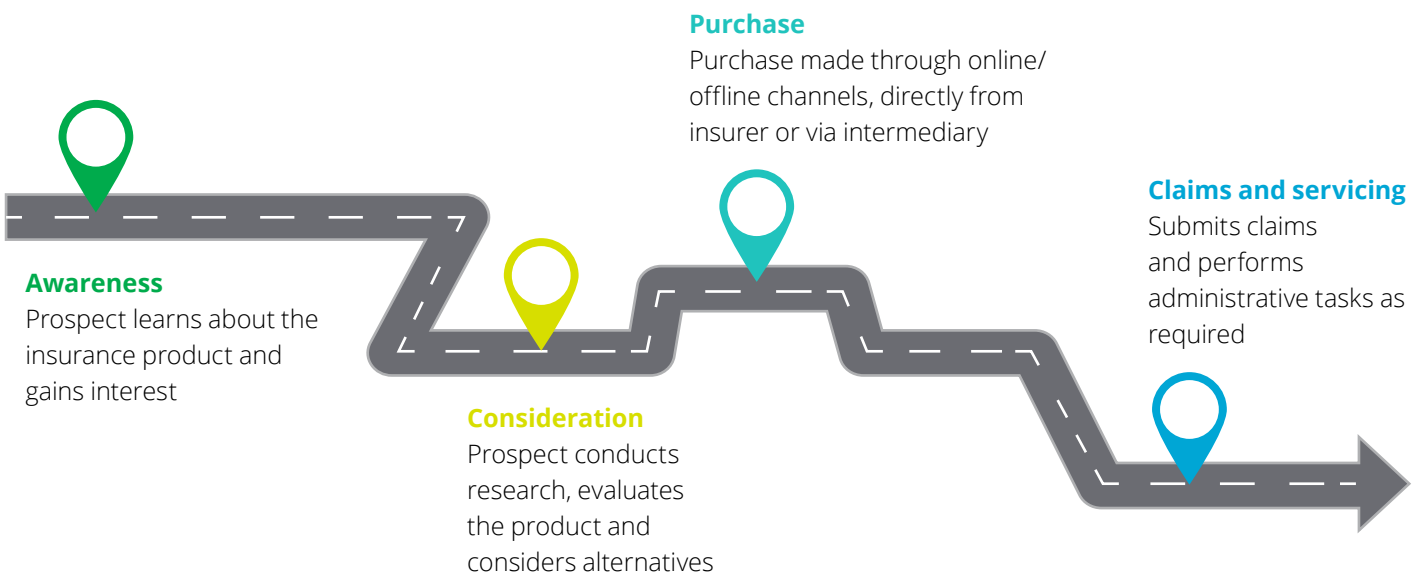 Awareness
Prospect learns about the
insurance product and
gains interest
Consideration
Prospect conducts
research, evaluates
the product and
considers alternatives
Purchase
Purchase made through online/
offline channels, directly from
insurer or via intermediary
Claims and servicing
Submits claims
and performs
administrative tasks as
required